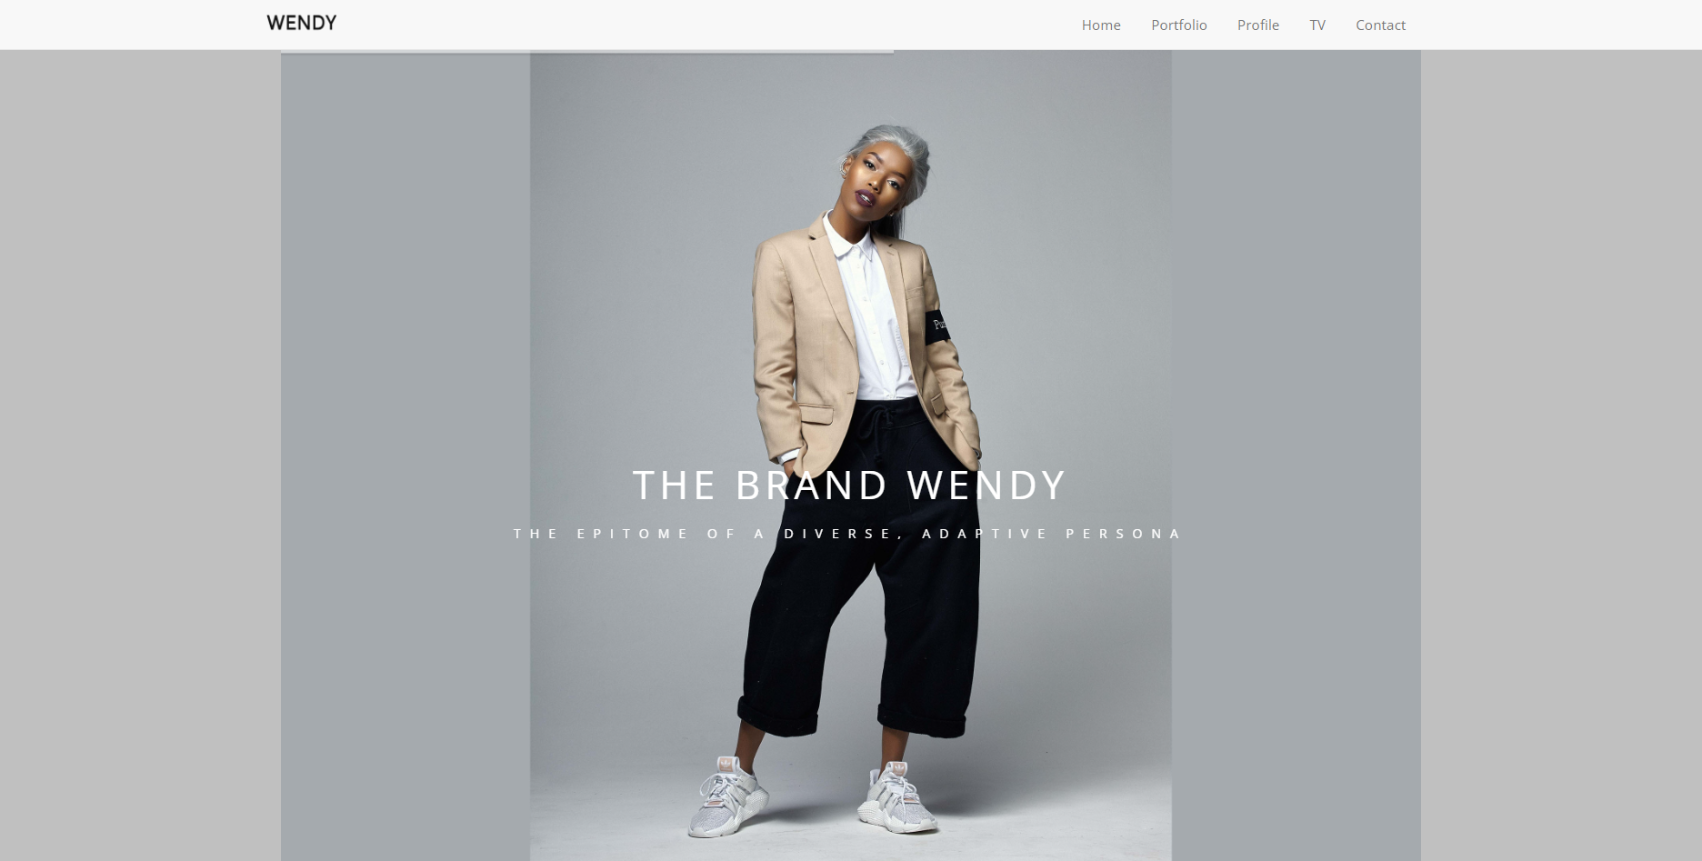 WENDY
Home Portfolio Profile TV Contact
THE BRAND WENDY
THE EPITOME OF A DIVERSE, ADAPTIVE PERSONA